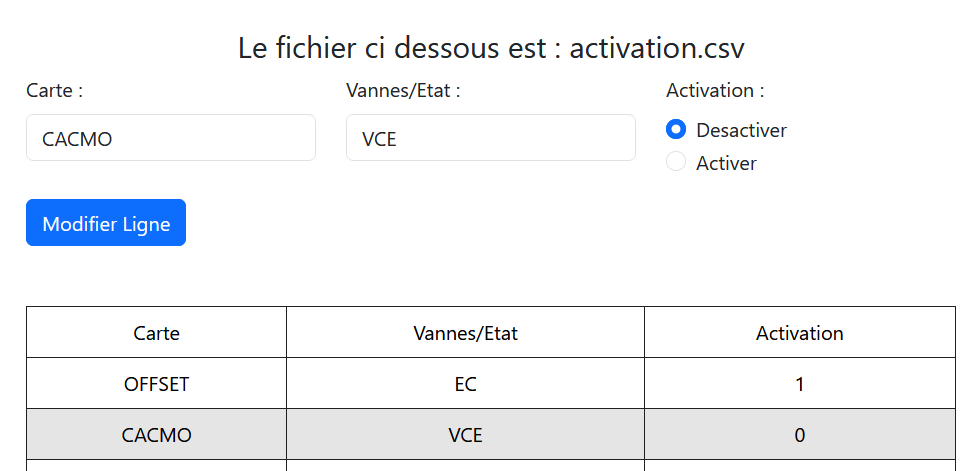 Le fichier ci dessous est : activation.csv
Carte : Vannes/Etat : Activation :
CACMO VCE Desactiver
Activer
Modifier Ligne
Carte Vannes/Etat Activation
OFFSET EC 1
CACMO VCE 0